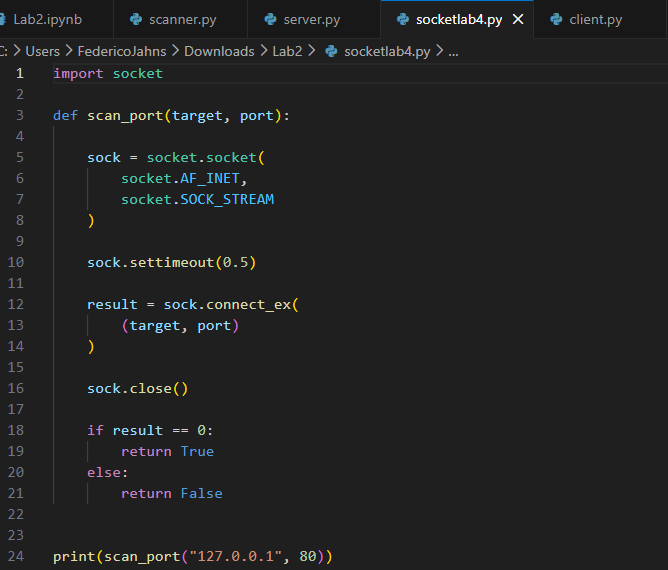 Lab2.ipynb scanner.py server.py socketlab4.py client.py
C: > Users > FedericoJahns > Downloads > Lab2 > socketlab4.py > ...
1 import socket
2
3 def scan_port(target, port):
4
5     sock = socket.socket(
6         socket.AF_INET,
7         socket.SOCK_STREAM
8     )
9
10     sock.settimeout(0.5)
11
12     result = sock.connect_ex(
13         (target, port)
14     )
15
16     sock.close()
17
18     if result == 0:
19         return True
20     else:
21         return False
22
23
24 print(scan_port("127.0.0.1", 80))